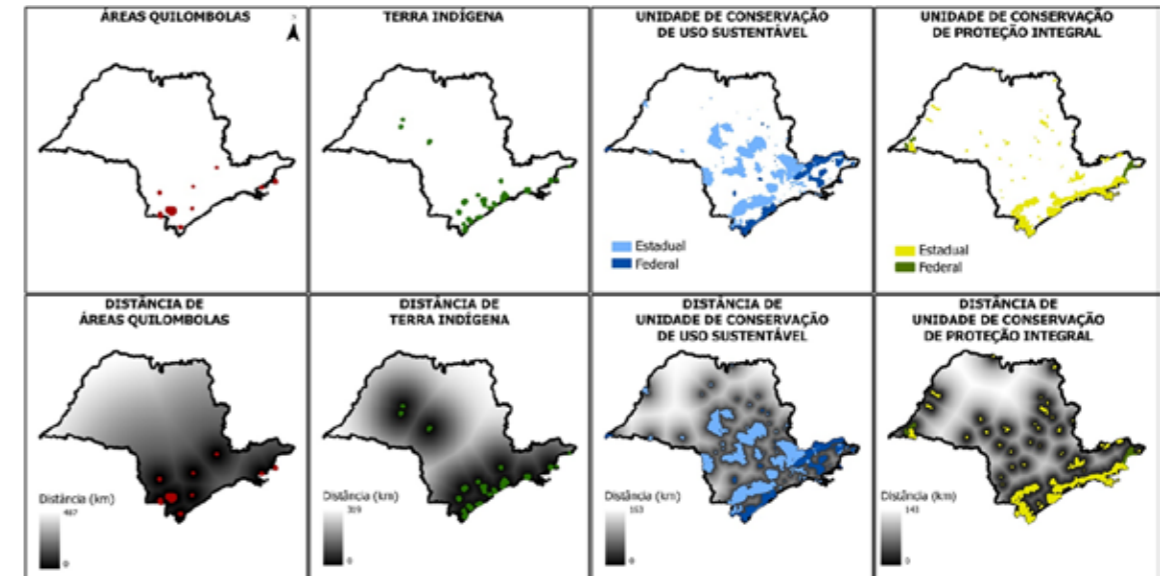 ÁREAS QUILOMBOLAS
TERRA INDÍGENA
UNIDADE DE CONSERVAÇÃO
DE USO SUSTENTÁVEL
Estadual
Federal
UNIDADE DE CONSERVAÇÃO
DE PROTEÇÃO INTEGRAL
Estadual
Federal
DISTÂNCIA DE
ÁREAS QUILOMBOLAS
Distância (km)
0
DISTÂNCIA DE
TERRA INDÍGENA
Distância (km)
0
DISTÂNCIA DE
UNIDADE DE CONSERVAÇÃO
DE USO SUSTENTÁVEL
Distância (km)
0
DISTÂNCIA DE
UNIDADE DE CONSERVAÇÃO
DE PROTEÇÃO INTEGRAL
Distância (km)
0